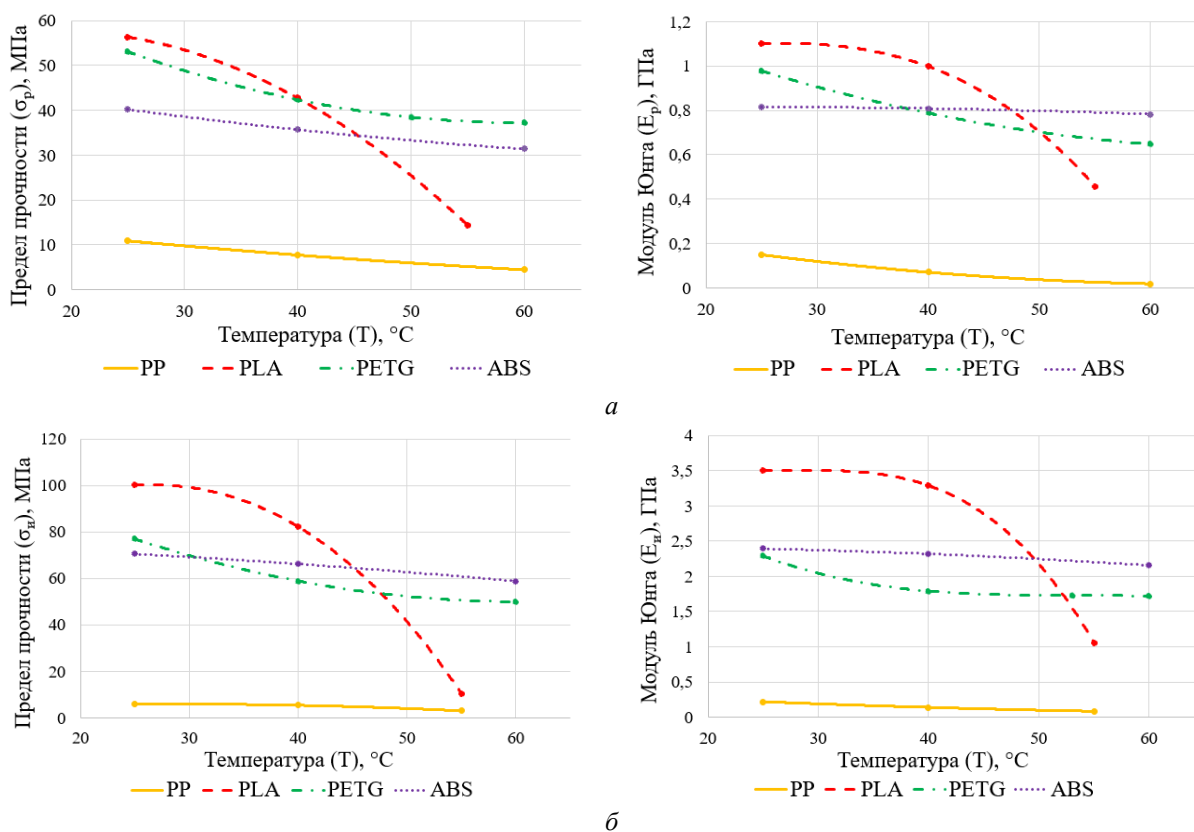 Предел прочности (σр), МПа
60
50
40
30
20
10
0
20 30 40 50 60
Температура (T), °C
PP PLA PETG ABS
Модуль Юнга (Eр), ГПа
1,2
1
0,8
0,6
0,4
0,2
0
20 30 40 50 60
Температура (T), °C
PP PLA PETG ABS
а
Предел прочности (σи), МПа
120
100
80
60
40
20
0
20 30 40 50 60
Температура (T), °C
PP PLA PETG ABS
Модуль Юнга (Eи), ГПа
4
3,5
3
2,5
2
1,5
1
0,5
0
20 30 40 50 60
Температура (T), °C
PP PLA PETG ABS
б